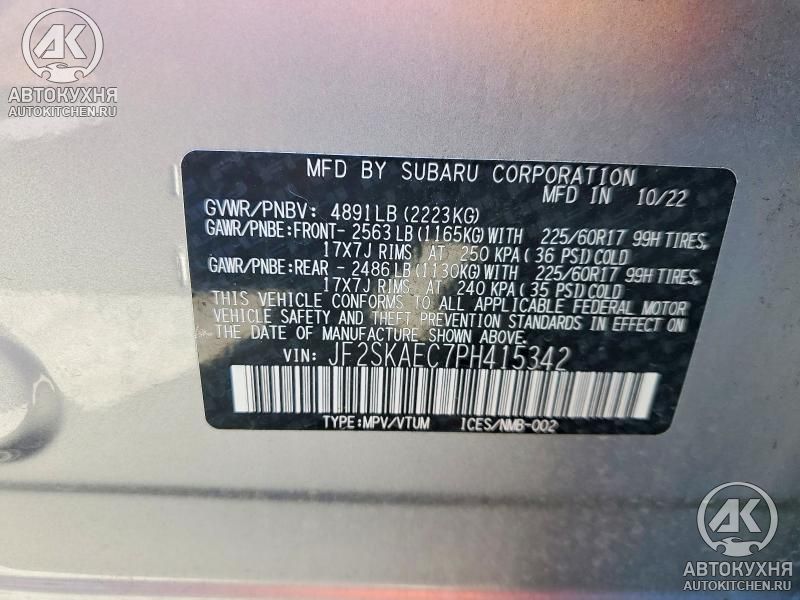 AK
АВТОКУХНЯ
AUTOKITCHEN.RU
MFD BY SUBARU CORPORATION
MFD IN 10/22
GVWR/PNBV: 4891LB (2223KG)
GAWR/PNBE:FRONT- 2563LB (1165KG) WITH 225/60R17 99H TIRES,
17X7J RIMS AT 250 KPA (36 PSI) COLD
GAWR/PNBE:REAR - 2486LB (1130KG) WITH 225/60R17 99H TIRES,
17X7J RIMS AT 240 KPA (35 PSI) COLD
THIS VEHICLE CONFORMS TO ALL APPLICABLE FEDERAL MOTOR
VEHICLE SAFETY AND THEFT PREVENTION STANDARDS IN EFFECT ON
THE DATE OF MANUFACTURE SHOWN ABOVE.
VIN: JF2SKAEC7PH415342
TYPE:MPV/VTUM ICES/NMB-002
AK
АВТОКУХНЯ
AUTOKITCHEN.RU